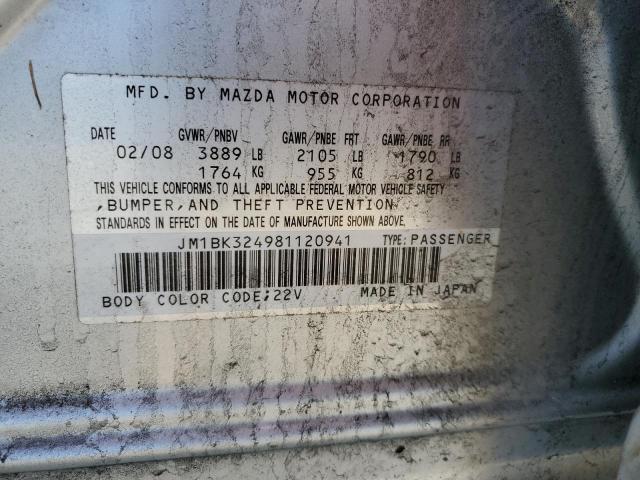 MFD. BY MAZDA MOTOR CORPORATION
DATE GVWR/PNBV GAWR/PNBE FRT GAWR/PNBE RR
02/08 3889 LB 2105 LB 1790 LB
1764 KG 955 KG 812 KG
THIS VEHICLE CONFORMS TO ALL APPLICABLE FEDERAL MOTOR VEHICLE SAFETY
,BUMPER,AND THEFT PREVENTION
STANDARDS IN EFFECT ON THE DATE OF MANUFACTURE SHOWN ABOVE.
JM1BK324981120941 TYPE:PASSENGER
BODY COLOR CODE;22V MADE IN JAPAN